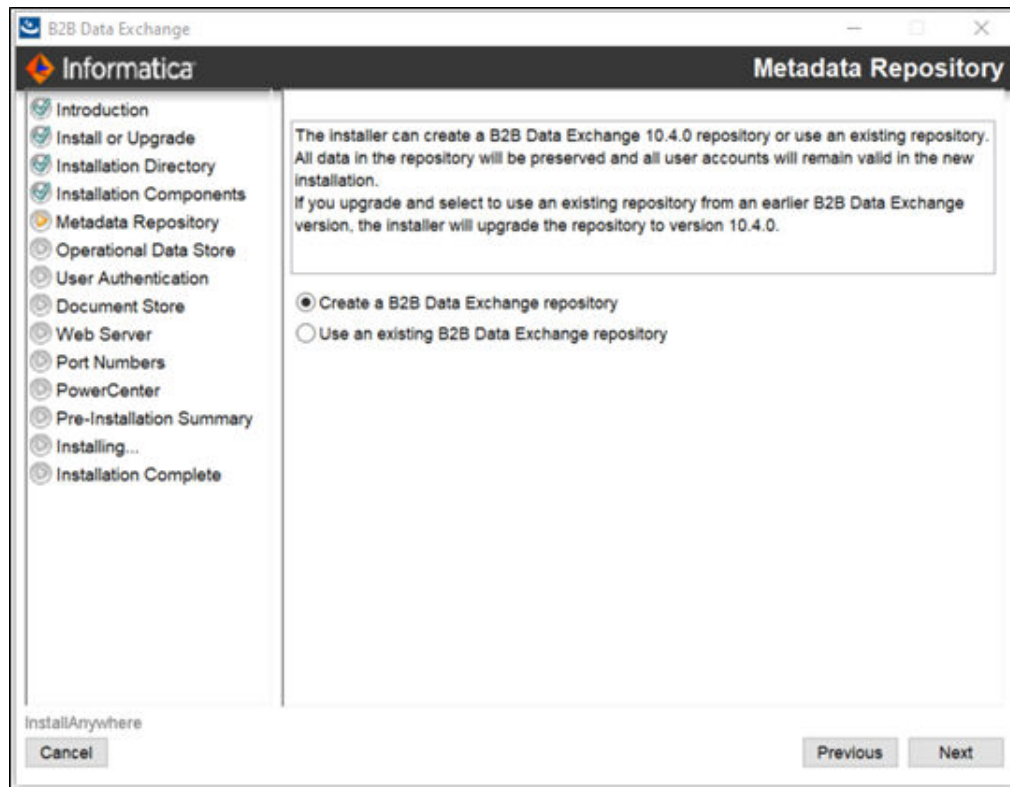 B2B Data Exchange
Informatica
Metadata Repository
Introduction
Install or Upgrade
Installation Directory
Installation Components
Metadata Repository
Operational Data Store
User Authentication
Document Store
Web Server
Port Numbers
PowerCenter
Pre-Installation Summary
Installing...
Installation Complete
The installer can create a B2B Data Exchange 10.4.0 repository or use an existing repository.
All data in the repository will be preserved and all user accounts will remain valid in the new
installation.
If you upgrade and select to use an existing repository from an earlier B2B Data Exchange
version, the installer will upgrade the repository to version 10.4.0.
Create a B2B Data Exchange repository
Use an existing B2B Data Exchange repository
InstallAnywhere
Cancel
Previous
Next